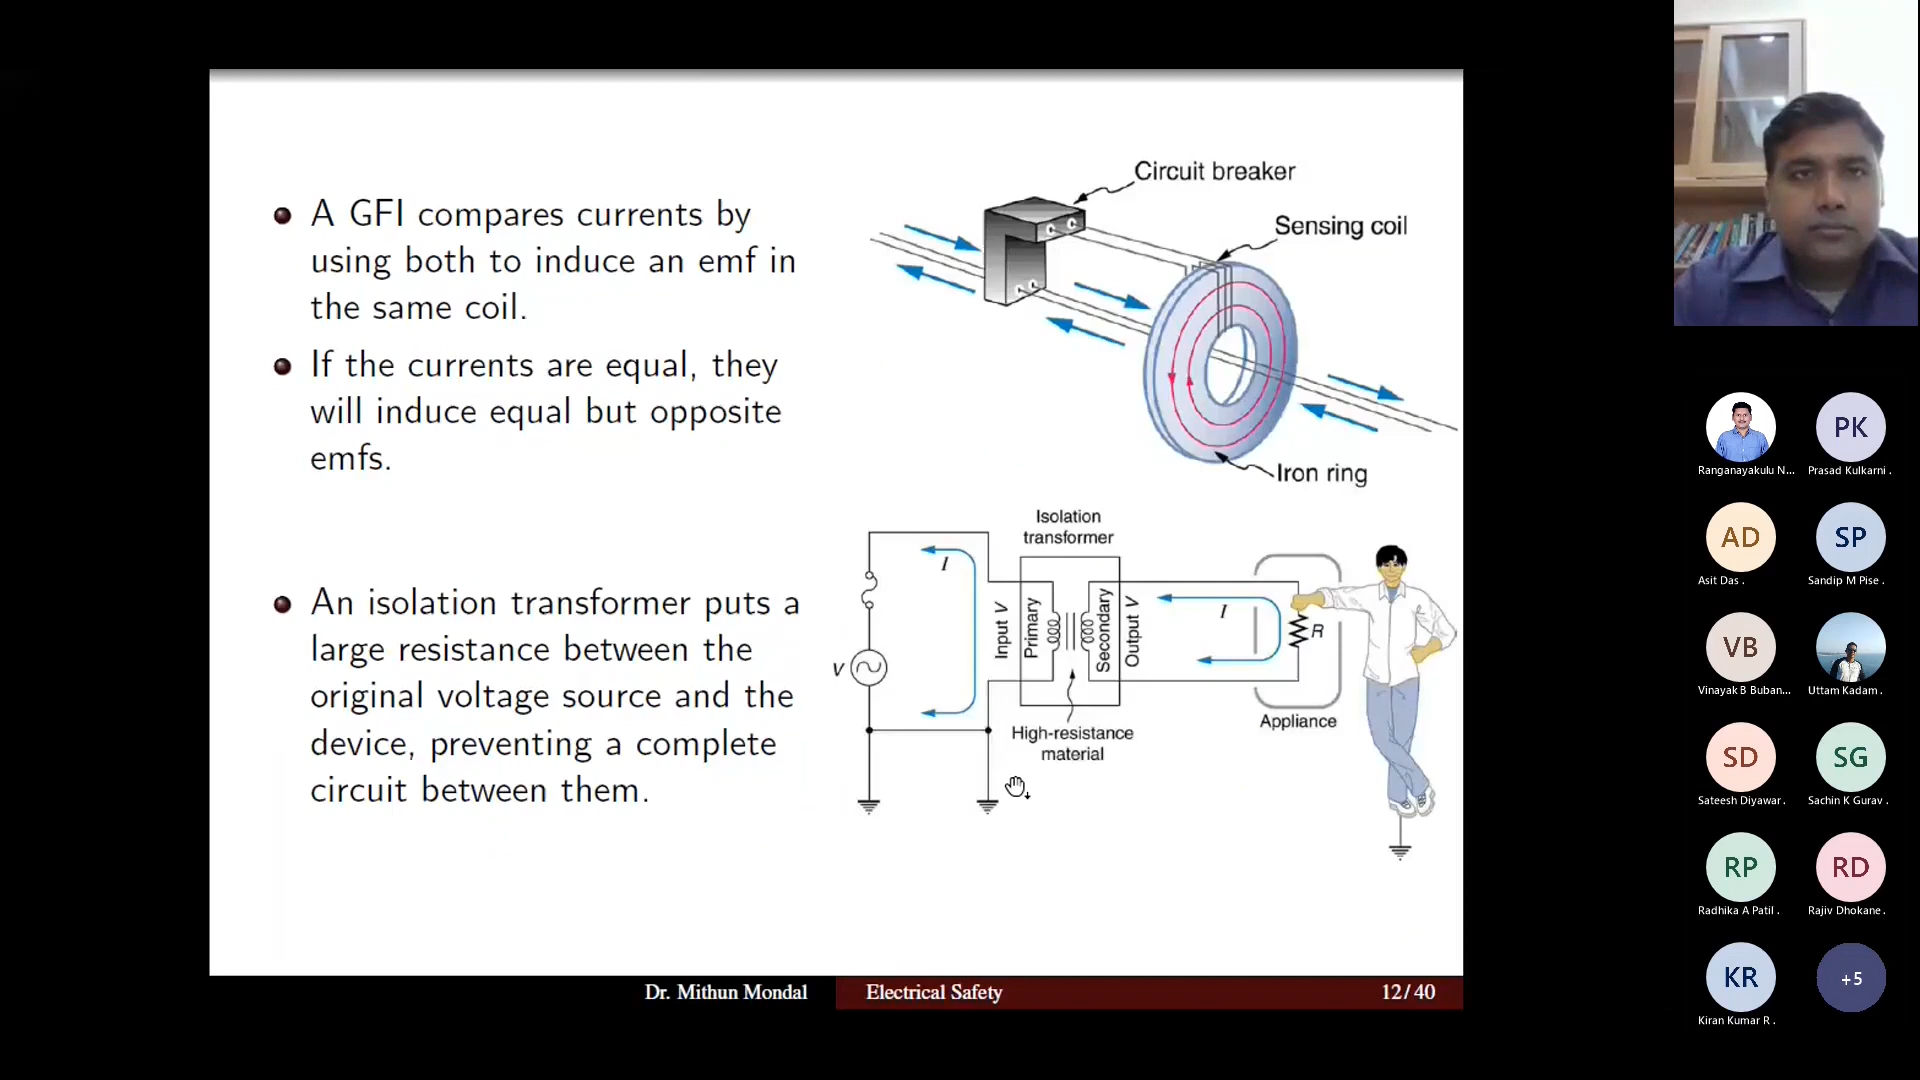 A GFI compares currents by
using both to induce an emf in
the same coil.
If the currents are equal, they
will induce equal but opposite
emfs.
An isolation transformer puts a
large resistance between the
original voltage source and the
device, preventing a complete
circuit between them.
Circuit breaker
Sensing coil
Iron ring
Isolation
transformer
I
V
Input V
Primary
Secondary
Output V
I
R
High-resistance
material
Appliance
Dr. Mithun Mondal
Electrical Safety
12/40
Ranganayakulu N...
PK
Prasad Kulkarni .
AD
Asit Das .
SP
Sandip M Pise .
VB
Vinayak B Buban...
Uttam Kadam .
SD
Sateesh Diyawar .
SG
Sachin K Gurav .
RP
Radhika A Patil .
RD
Rajiv Dhokane .
KR
Kiran Kumar R .
+5